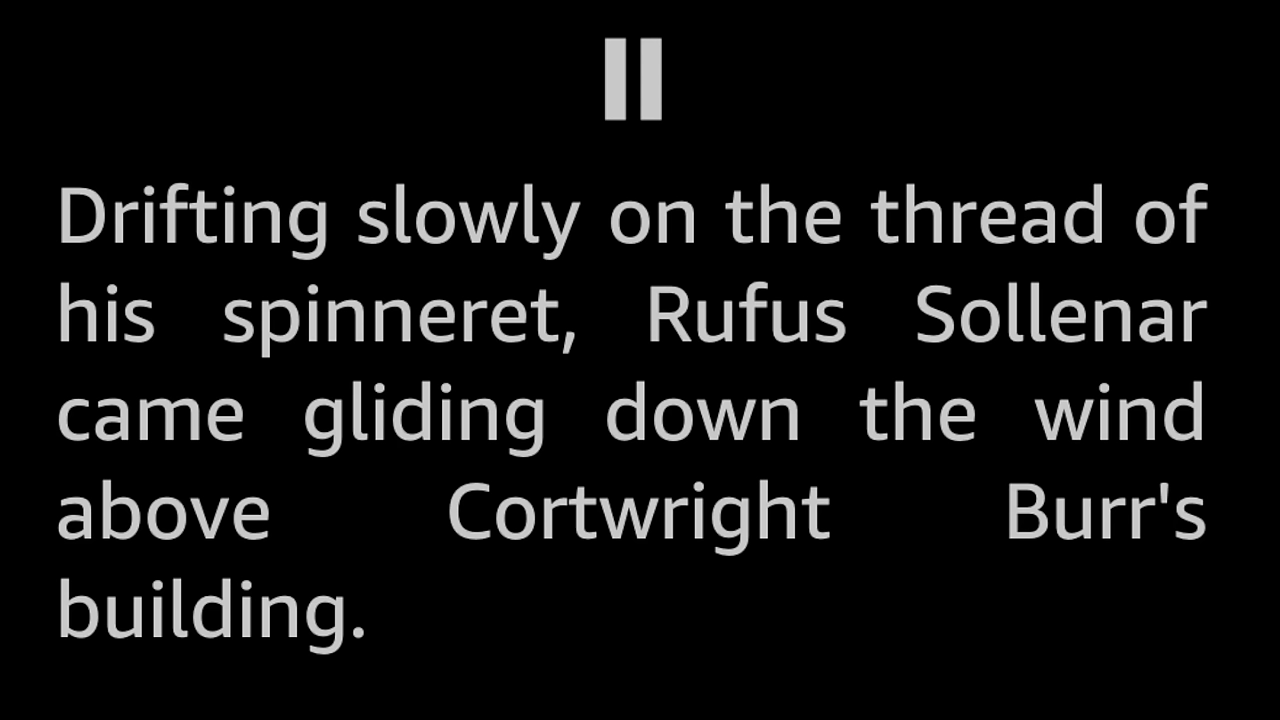 II
Drifting slowly on the thread of
his spinneret, Rufus Sollenar
came gliding down the wind
above Cortwright Burr's
building.